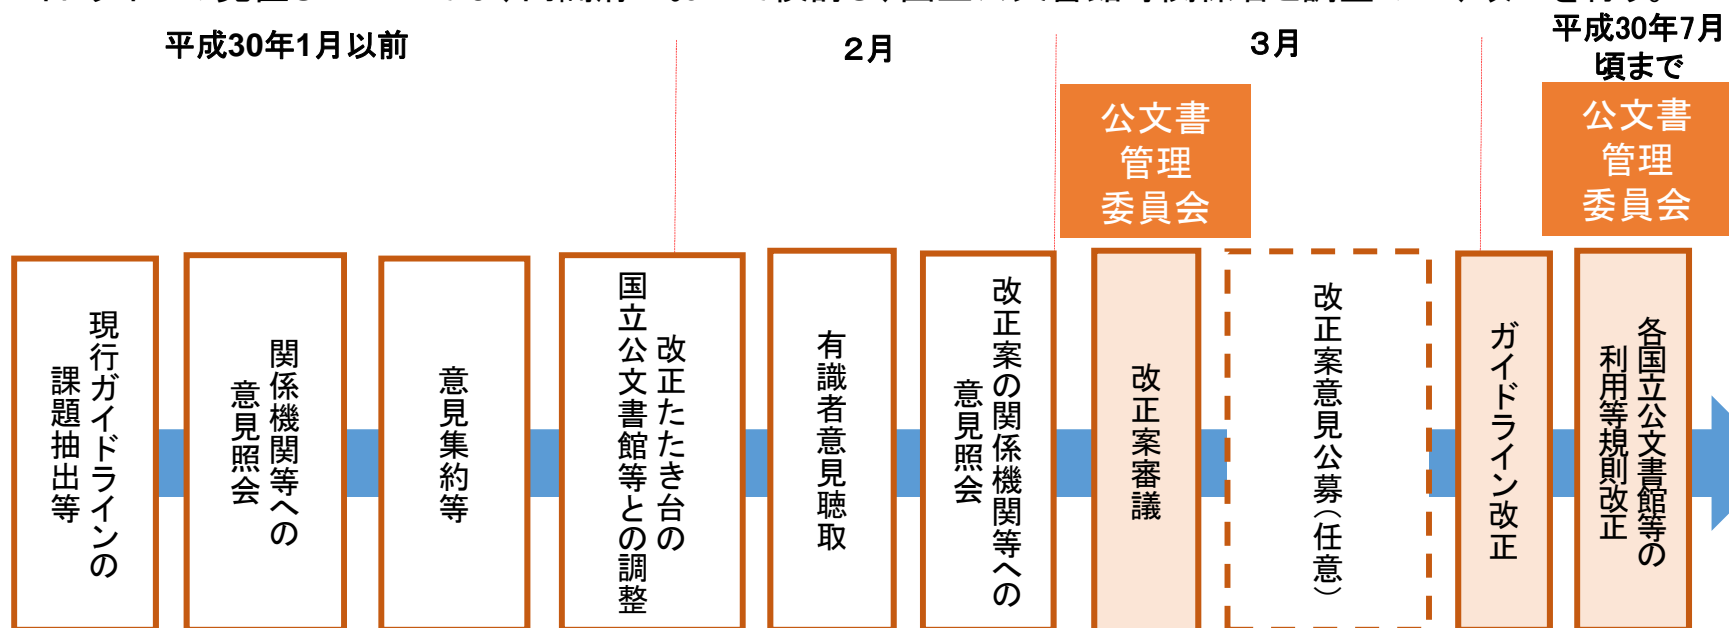 平成30年1月以前
2月
3月
平成30年7月
頃まで
公文書
管理
委員会
公文書
管理
委員会
現行ガイドラインの
課題抽出等
関係機関等への
意見照会
意見集約等
改正たたき台の
国立公文書館等との調整
有識者意見聴取
改正案の関係機関等への
意見照会
改正案審議
改正案意見公募(任意)
ガイドライン改正
各国立公文書館等の
利用等規則改正